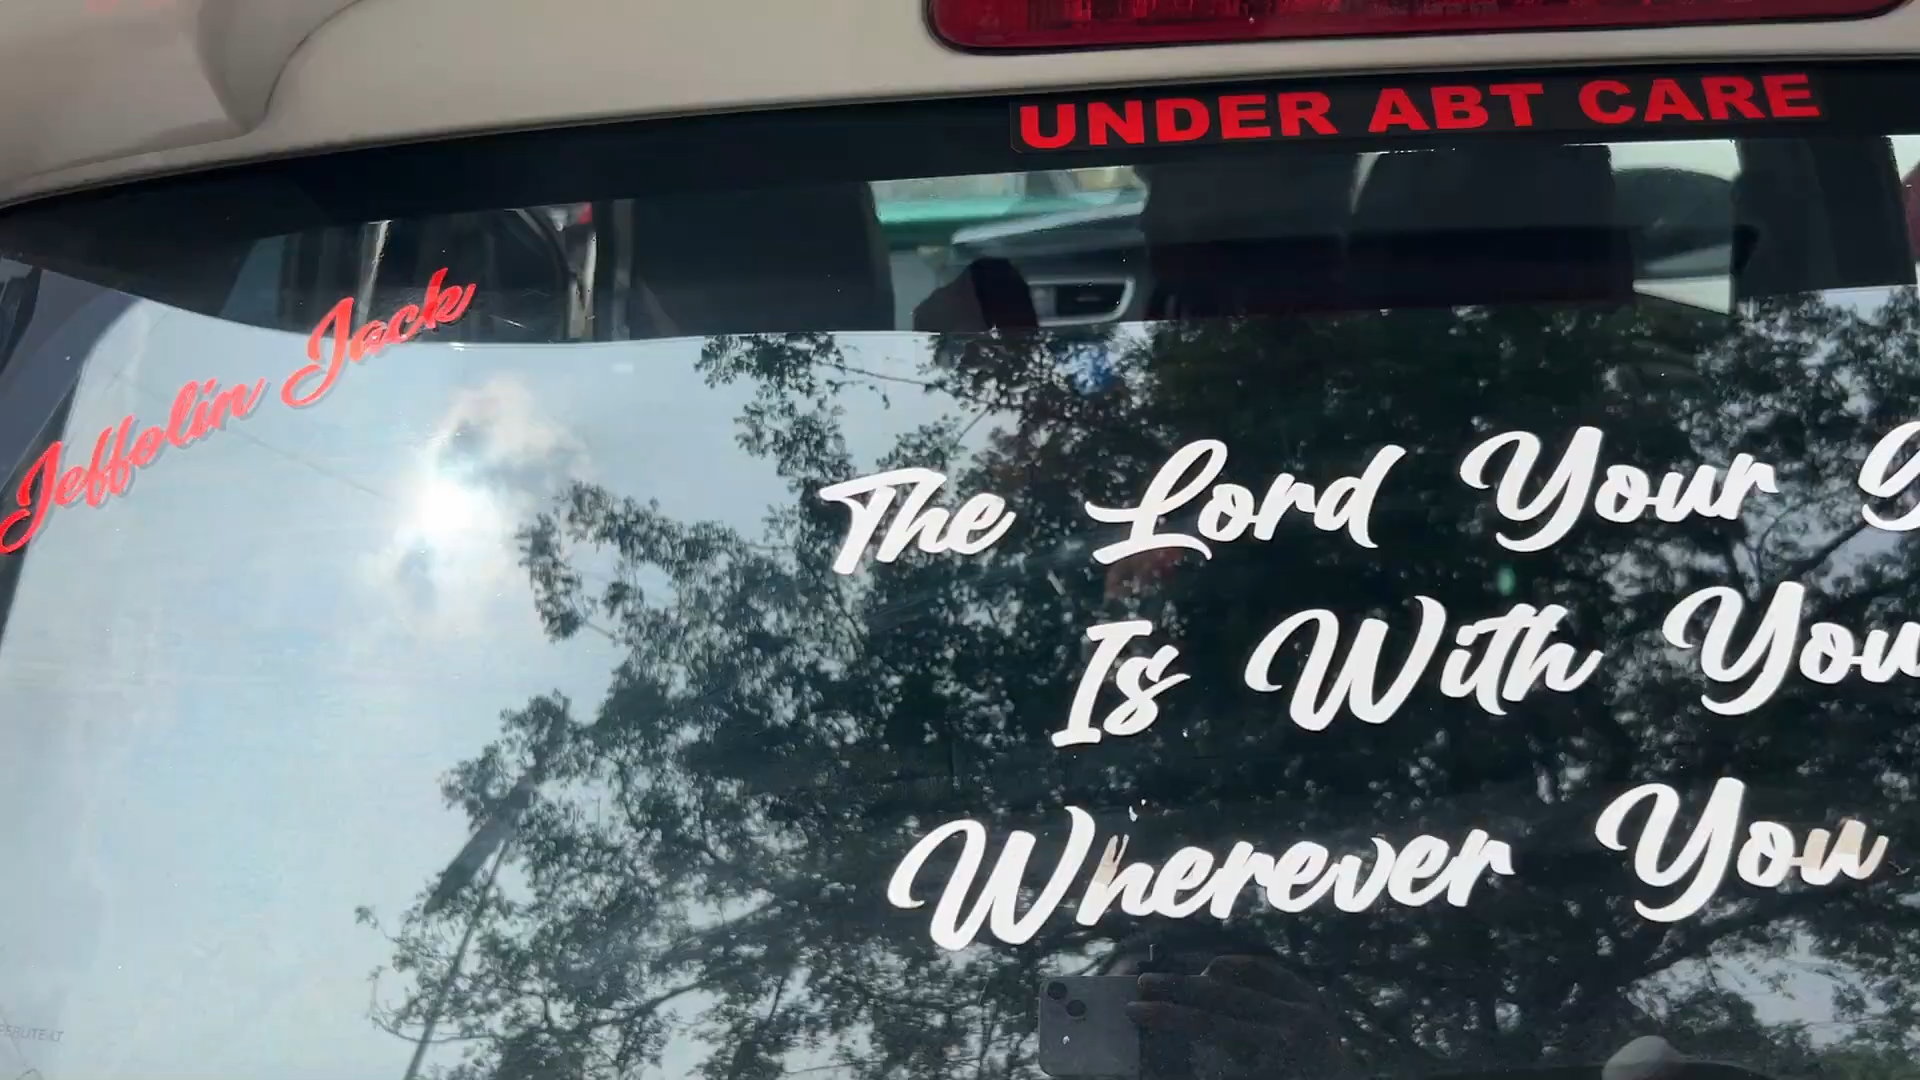 UNDER ABT CARE
Jeffolin Jack
The Lord Your
Is With You
Wherever You